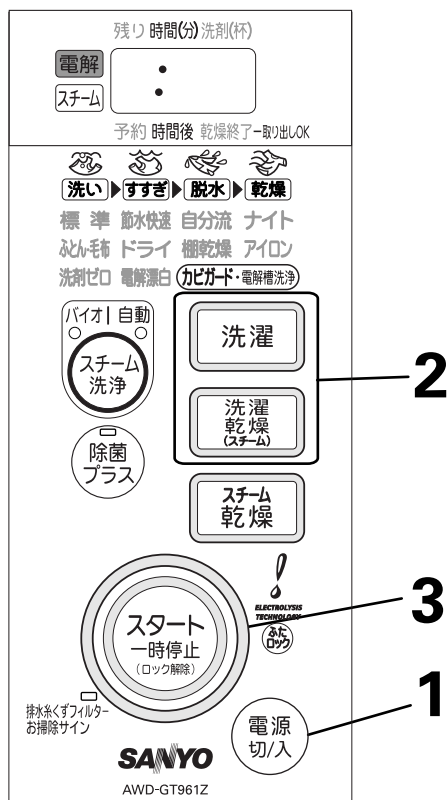 残り 時間(分) 洗剤(杯)
電解
スチーム
予約 時間後 乾燥終了ー取り出しOK
洗い すすぎ 脱水 乾燥
標準 節水快速 自分流 ナイト
ふとん・毛布 ドライ 棚乾燥 アイロン
洗剤ゼロ 電解漂白 カビガード・電解槽洗浄
バイオ 自動
スチーム
洗浄
洗濯
2
洗濯
乾燥
(スチーム)
除菌
プラス
スチーム
乾燥
スタート
一時停止
(ロック解除)
ELECTROLYSIS
TECHNOLOGY
ふた
ロック
3
排水糸くずフィルター
お掃除サイン
電源
切/入
1
SANYO
AWD-GT961Z